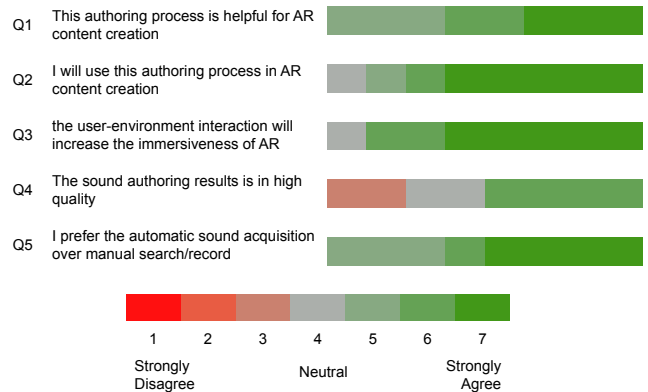 Q1 This authoring process is helpful for AR
content creation
Q2 I will use this authoring process in AR
content creation
Q3 the user-environment interaction will
increase the immersiveness of AR
Q4 The sound authoring results is in high
quality
Q5 I prefer the automatic sound acquisition
over manual search/record
1 2 3 4 5 6 7
Strongly Disagree
Neutral
Strongly Agree